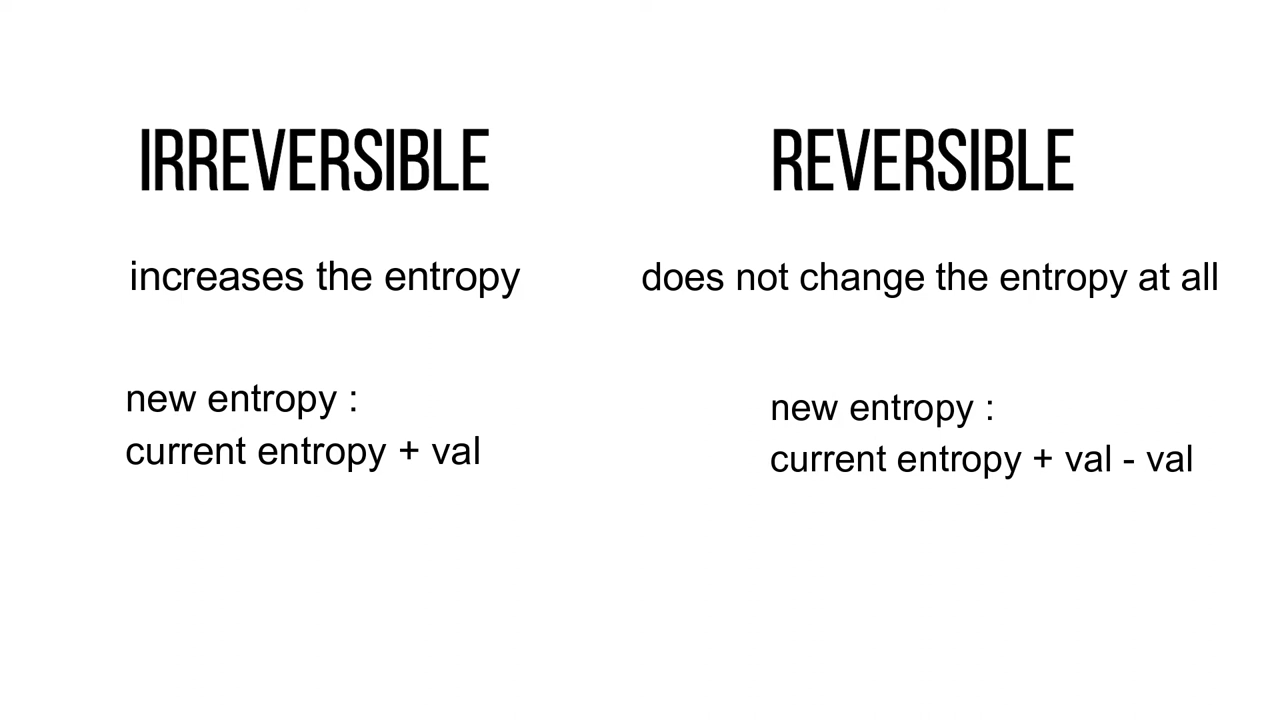 IRREVERSIBLE
increases the entropy
new entropy :
current entropy + val
REVERSIBLE
does not change the entropy at all
new entropy :
current entropy + val - val